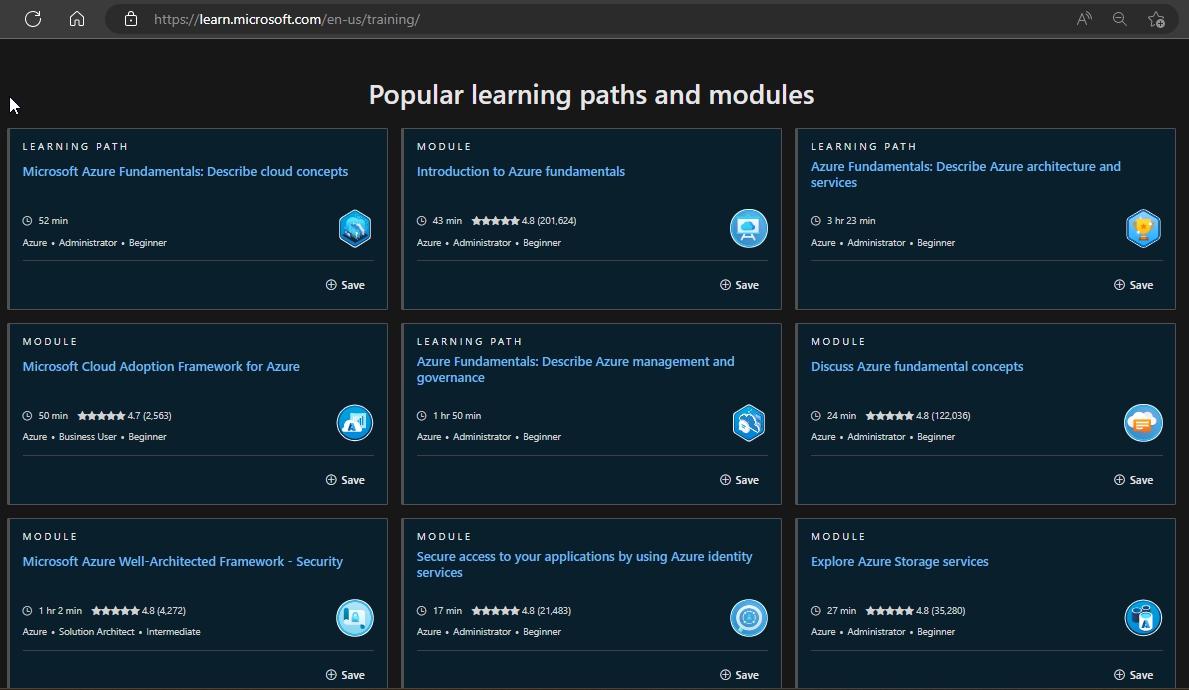 https://learn.microsoft.com/en-us/training/
Popular learning paths and modules
LEARNING PATH
Microsoft Azure Fundamentals: Describe cloud concepts
52 min
Azure • Administrator • Beginner
Save
MODULE
Introduction to Azure fundamentals
43 min 4.8 (201,624)
Azure • Administrator • Beginner
Save
LEARNING PATH
Azure Fundamentals: Describe Azure architecture and
services
3 hr 23 min
Azure • Administrator • Beginner
Save
MODULE
Microsoft Cloud Adoption Framework for Azure
50 min 4.7 (2,563)
Azure • Business User • Beginner
Save
LEARNING PATH
Azure Fundamentals: Describe Azure management and
governance
1 hr 50 min
Azure • Administrator • Beginner
Save
MODULE
Discuss Azure fundamental concepts
24 min 4.8 (122,036)
Azure • Administrator • Beginner
Save
MODULE
Microsoft Azure Well-Architected Framework - Security
1 hr 2 min 4.8 (4,272)
Azure • Solution Architect • Intermediate
Save
MODULE
Secure access to your applications by using Azure identity
services
17 min 4.8 (21,483)
Azure • Administrator • Beginner
Save
MODULE
Explore Azure Storage services
27 min 4.8 (35,280)
Azure • Administrator • Beginner
Save